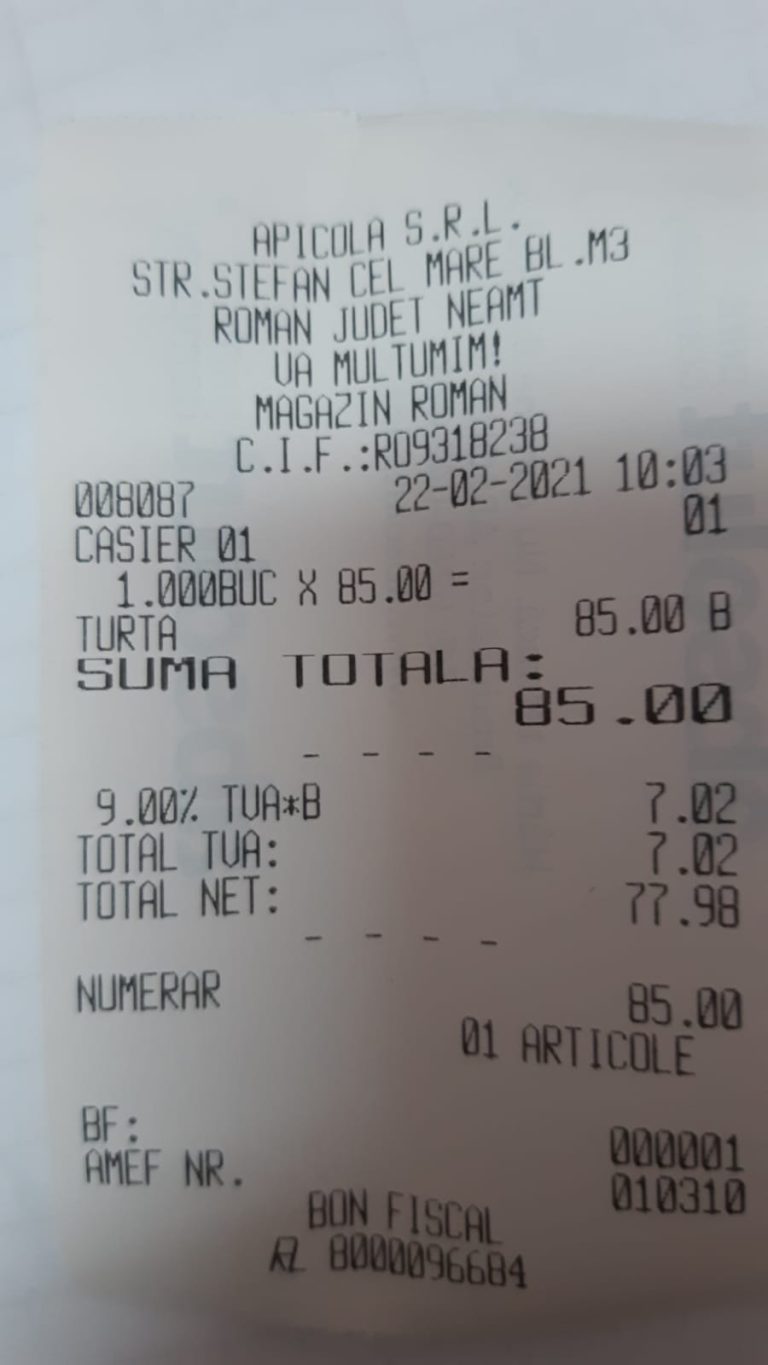 APICOLA S.R.L.
STR.STEFAN CEL MARE BL.M3
ROMAN JUDET NEAMT
VA MULTUMIM!
MAGAZIN ROMAN
C.I.F.:RO9318238
008087 22-02-2021 10:03
CASIER 01 01
1.000BUC X 85.00 =
TURTA 85.00 B
SUMA TOTALA:
85.00
- - - -
9.00% TVA*B 7.02
TOTAL TVA: 7.02
TOTAL NET: 77.98
- - - -
NUMERAR 85.00
01 ARTICOLE
BF: 000001
AMEF NR. 010310
BON FISCAL
8000096684